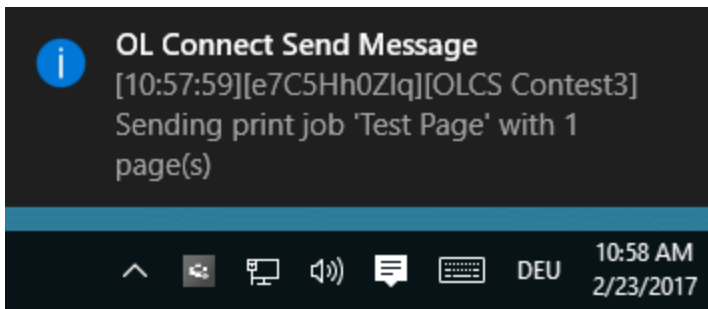 OL Connect Send Message
[10:57:59][e7C5Hh0ZIq][OLCS Contest3]
Sending print job 'Test Page' with 1
page(s)
DEU
10:58 AM
2/23/2017